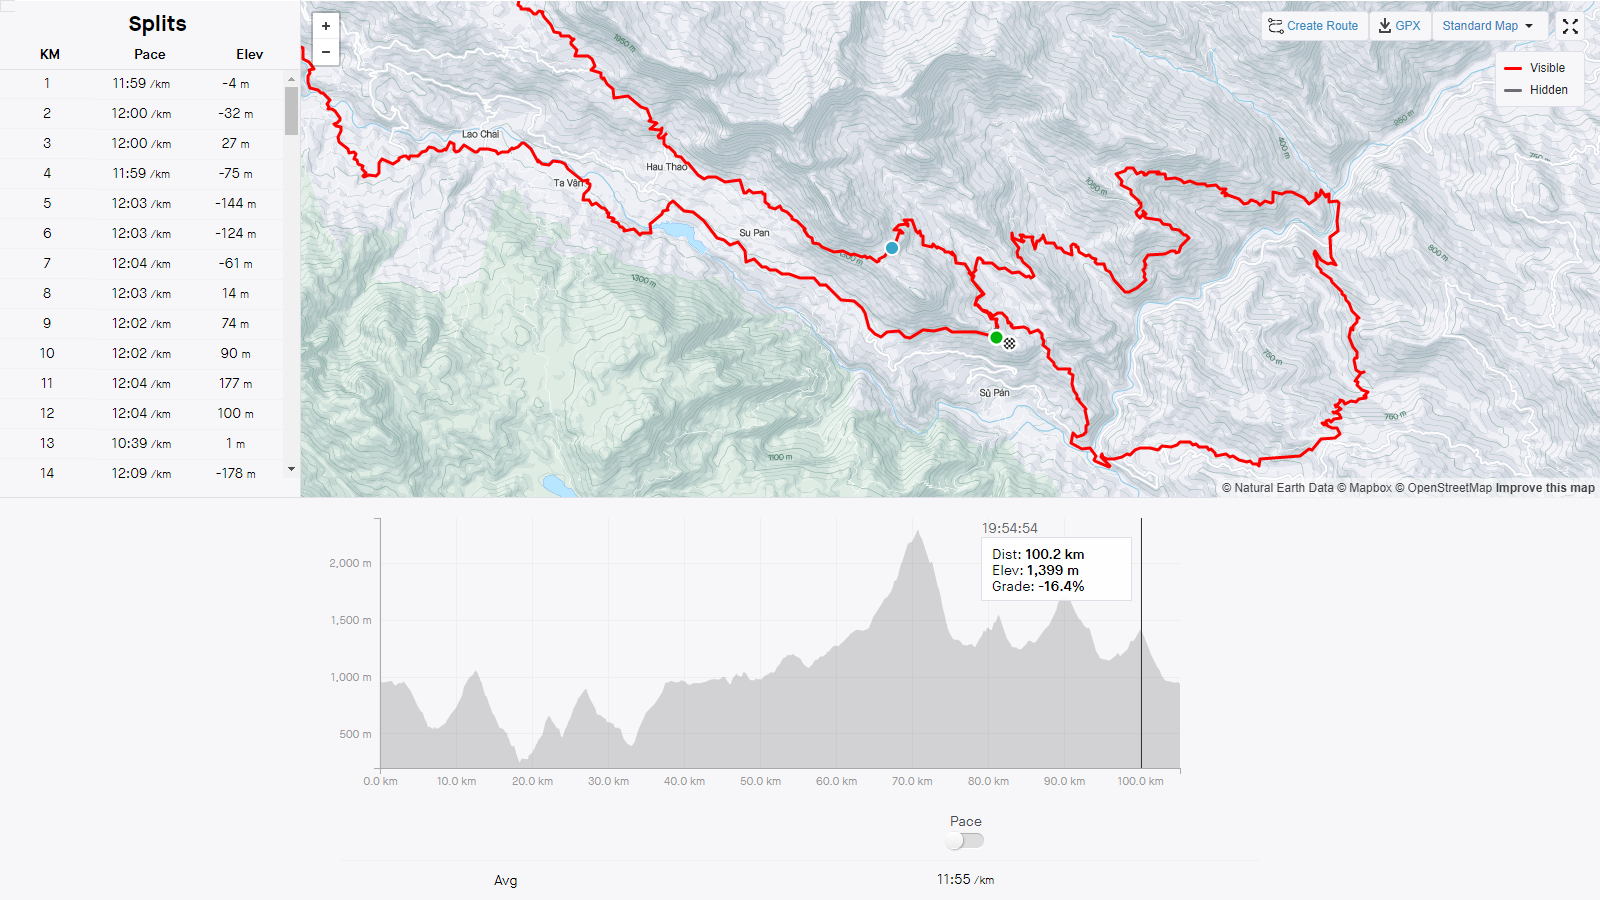 Splits
KM Pace Elev
1 11:59 /km -4 m
2 12:00 /km -32 m
3 12:00 /km 27 m
4 11:59 /km -75 m
5 12:03 /km -144 m
6 12:03 /km -124 m
7 12:04 /km -61 m
8 12:03 /km 14 m
9 12:02 /km 74 m
10 12:02 /km 90 m
11 12:04 /km 177 m
12 12:04 /km 100 m
13 10:39 /km 1 m
14 12:09 /km -178 m
+
−
Create Route
GPX
Standard Map
Visible
Hidden
1950 m
Lao Chai
Ta Van
Hau Thao
Su Pan
1300 m
1050 m
400 m
250 m
750 m
800 m
750 m
750 m
Sử Pán
1100 m
© Natural Earth Data © Mapbox © OpenStreetMap Improve this map
19:54:54
Dist: 100.2 km
Elev: 1,399 m
Grade: -16.4%
2,000 m
1,500 m
1,000 m
500 m
0.0 km 10.0 km 20.0 km 30.0 km 40.0 km 50.0 km 60.0 km 70.0 km 80.0 km 90.0 km 100.0 km
Pace
Avg 11:55 /km